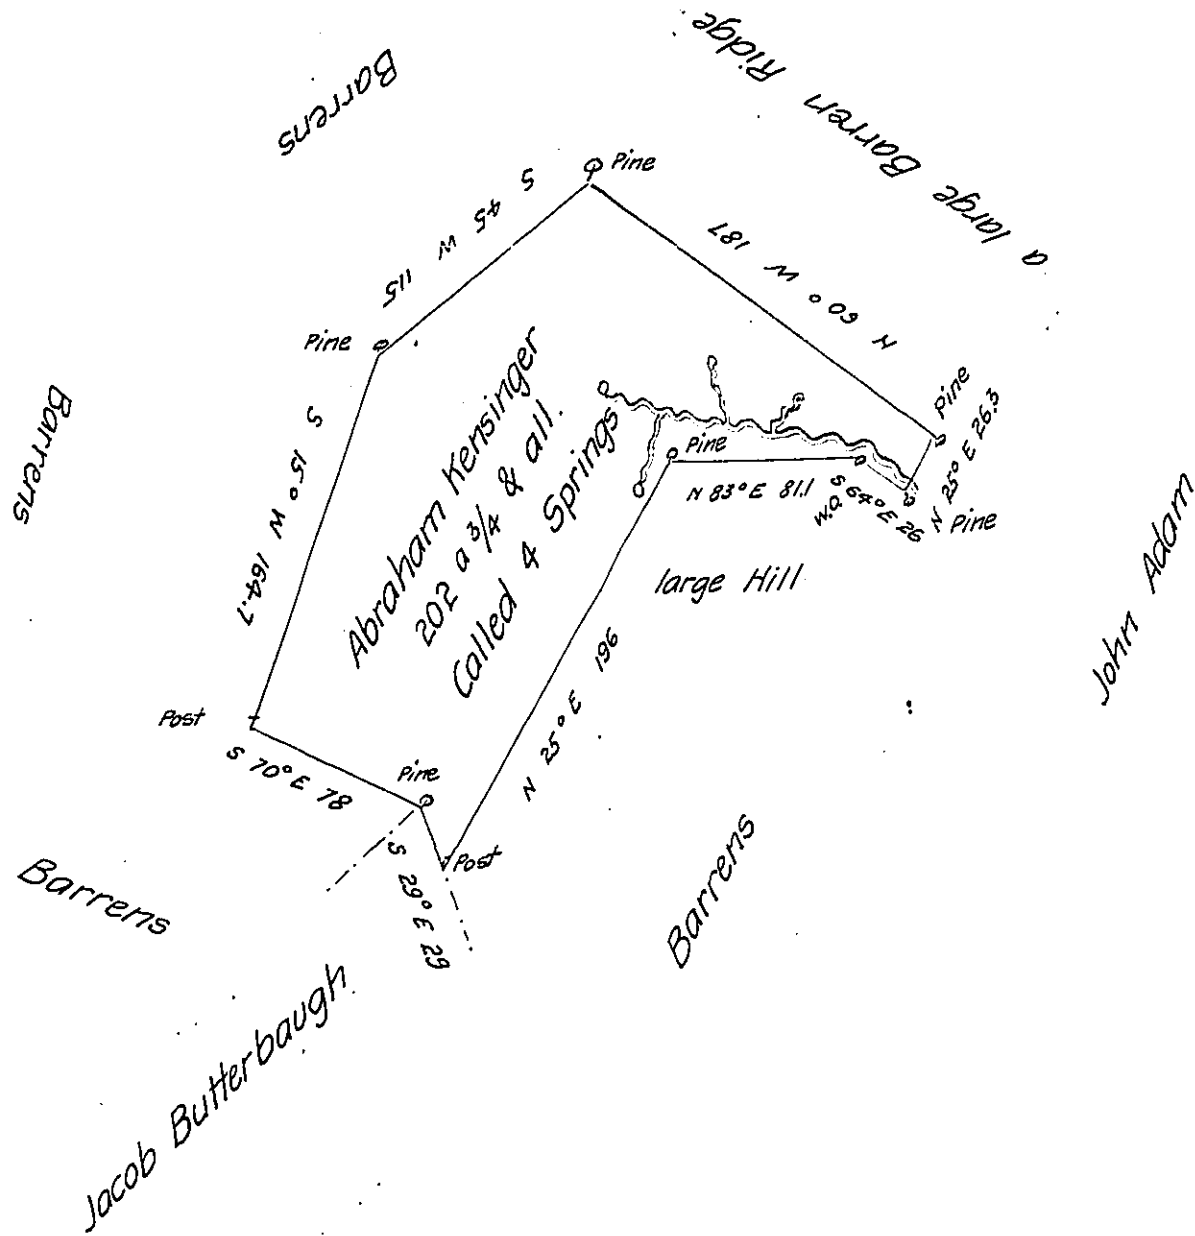 Barrens
a large Barren Ridge
Pine
S 45 W 115
N 60° W 187
Pine
Barrens
S 15° W 164.7
Abraham Kensinger
202 a 3/4 & all.
Called 4 Springs
Pine
Pine
N 25° E 26.3
N 83° E 81.1
W.O.
S 64° E 26
Pine
large Hill
John Adam
N 25° E 196
Post
S 70° E 78
Pine
Post
S 29° E 29
Barrens
Barrens
Jacob Butterbaugh